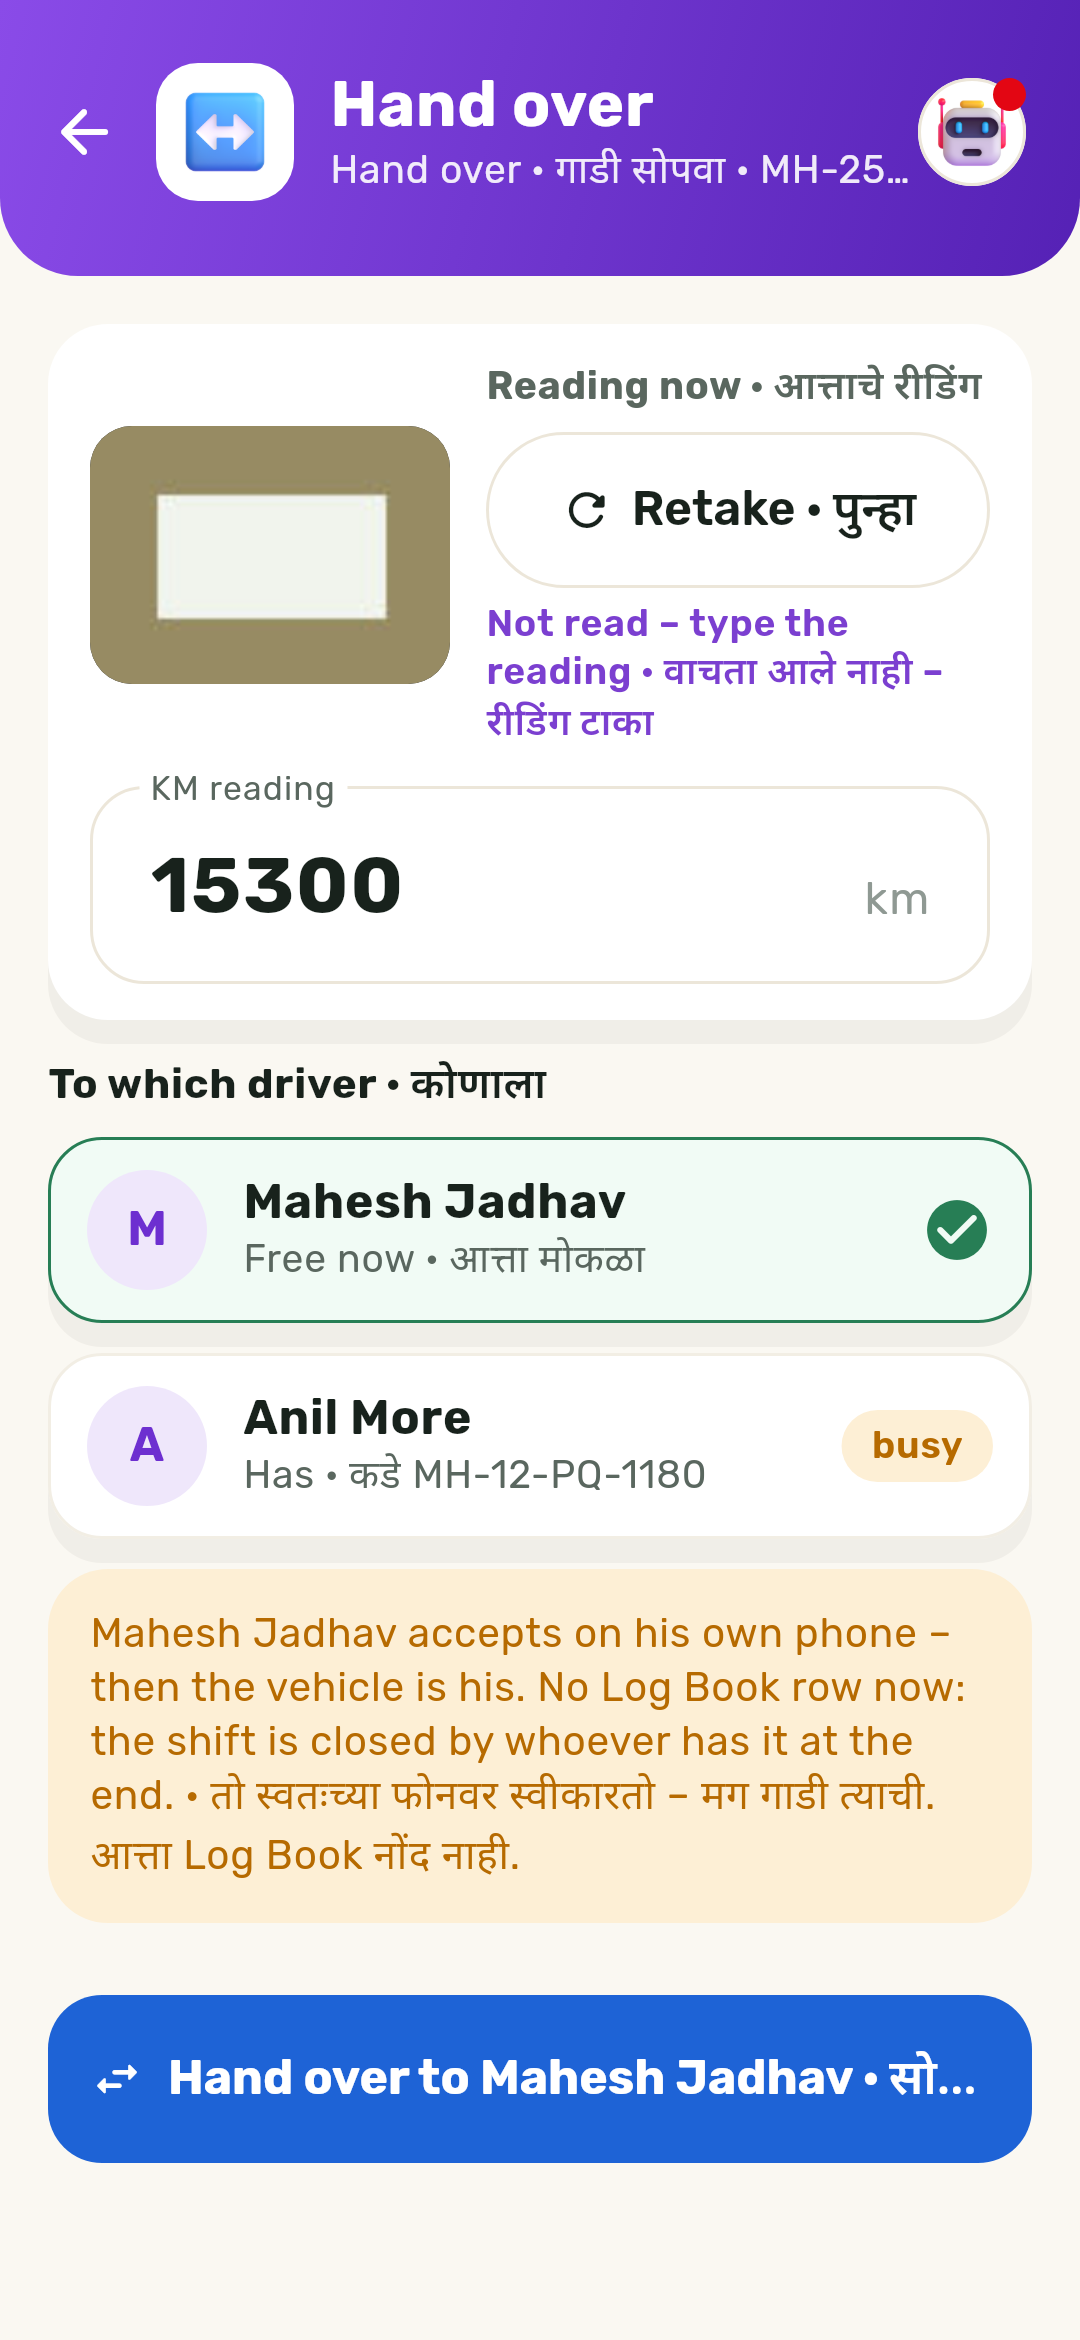 Hand over
Hand over • गाडी सोपवा • MH-25...
Reading now • आत्ताचे रीडिंग
Retake • पुन्हा
Not read – type the
reading • वाचता आले नाही –
रीडिंग टाका
KM reading
15300
km
To which driver • कोणाला
M
Mahesh Jadhav
Free now • आत्ता मोकळा
A
Anil More
Has • कडे MH-12-PQ-1180
busy
Mahesh Jadhav accepts on his own phone –
then the vehicle is his. No Log Book row now:
the shift is closed by whoever has it at the
end. • तो स्वतःच्या फोनवर स्वीकारतो – मग गाडी त्याची.
आत्ता Log Book नोंद नाही.
Hand over to Mahesh Jadhav • सो...